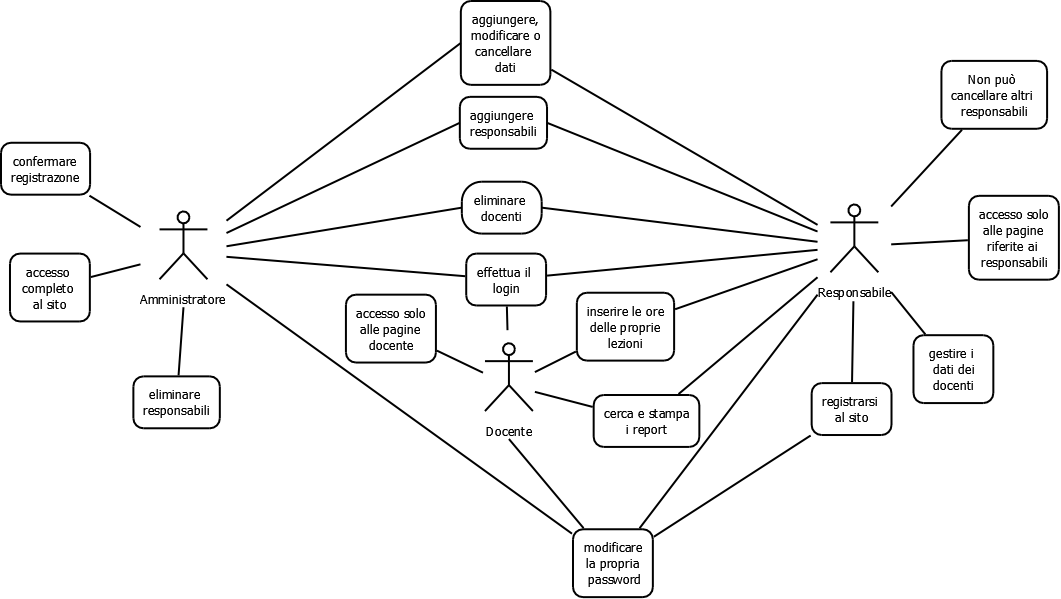 aggiungere,
modificare o
cancellare
dati
Non può
cancellare altri
responsabili
aggiungere
responsabili
confermare
registrazone
eliminare
docenti
accesso solo
alle pagine
riferite ai
responsabili
accesso
completo
al sito
Amministratore
effettua il
login
Responsabile
accesso solo
alle pagine
docente
inserire le ore
delle proprie
lezioni
gestire i
dati dei
docenti
eliminare
responsabili
Docente
cerca e stampa
i report
registrarsi
al sito
modificare
la propria
password